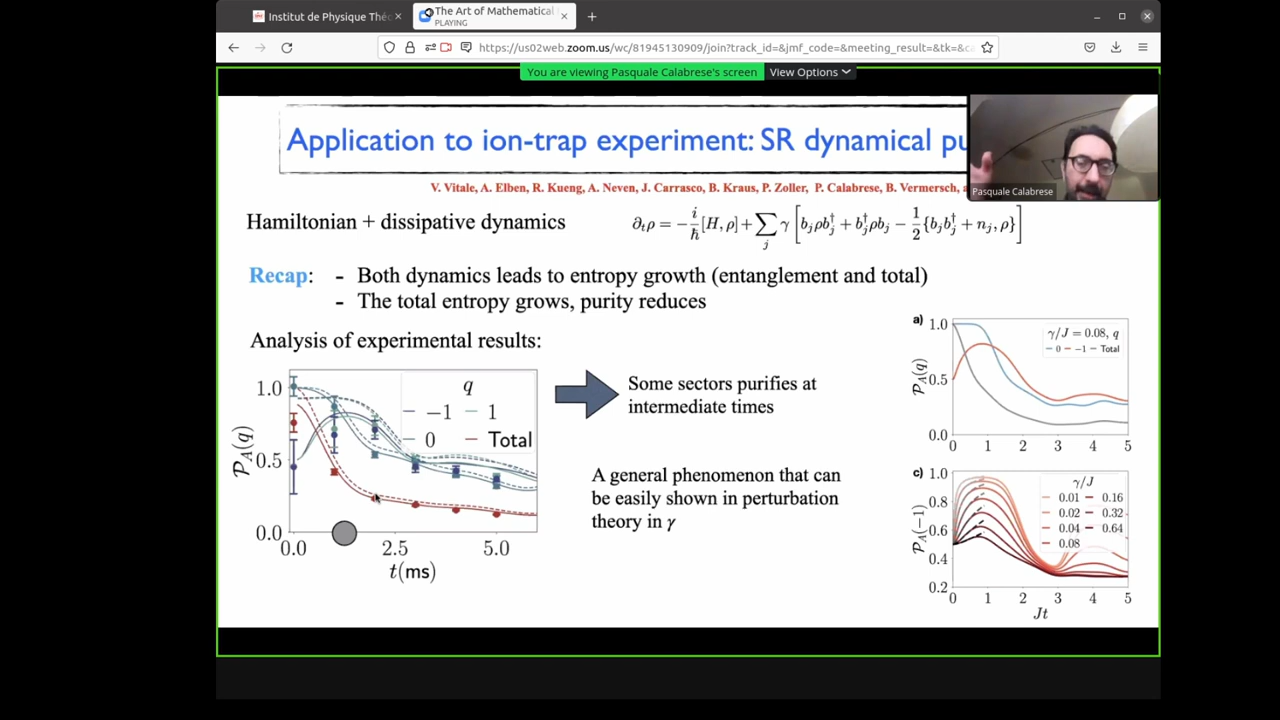 Institut de Physique Théo
The Art of Mathematical
PLAYING
https://us02web.zoom.us/wc/81945130909/join?track_id=&jmf_code=&meeting_result=&tk=&c
You are viewing Pasquale Calabrese's screen
View Options
Application to ion-trap experiment: SR dynamical pu
Pasquale Calabrese
V. Vitale, A. Elben, R. Kueng, A. Neven, J. Carrasco, B. Kraus, P. Zoller, P. Calabrese, B. Vermersch,
Hamiltonian + dissipative dynamics
∂ₜρ = −i/ħ[H, ρ] + ∑ⱼ γ [bⱼρbⱼ† + bⱼ†ρbⱼ − 1/2{bⱼbⱼ† + nⱼ, ρ}]
Recap: - Both dynamics leads to entropy growth (entanglement and total)
- The total entropy grows, purity reduces
Analysis of experimental results:
1.0
0.5
0.0
P_A(q)
q
−1 1
0 Total
0.0 2.5 5.0
t(ms)
Some sectors purifies at
intermediate times
A general phenomenon that can
be easily shown in perturbation
theory in γ
a)
1.0
0.5
0.0
P_A(q)
γ/J = 0.08, q
0 −1 Total
0 1 2 3 4 5
c)
1.0
0.8
0.6
0.4
0.2
P_A(−1)
γ/J
0.01 0.16
0.02 0.32
0.04 0.64
0.08
0 1 2 3 4 5
Jt